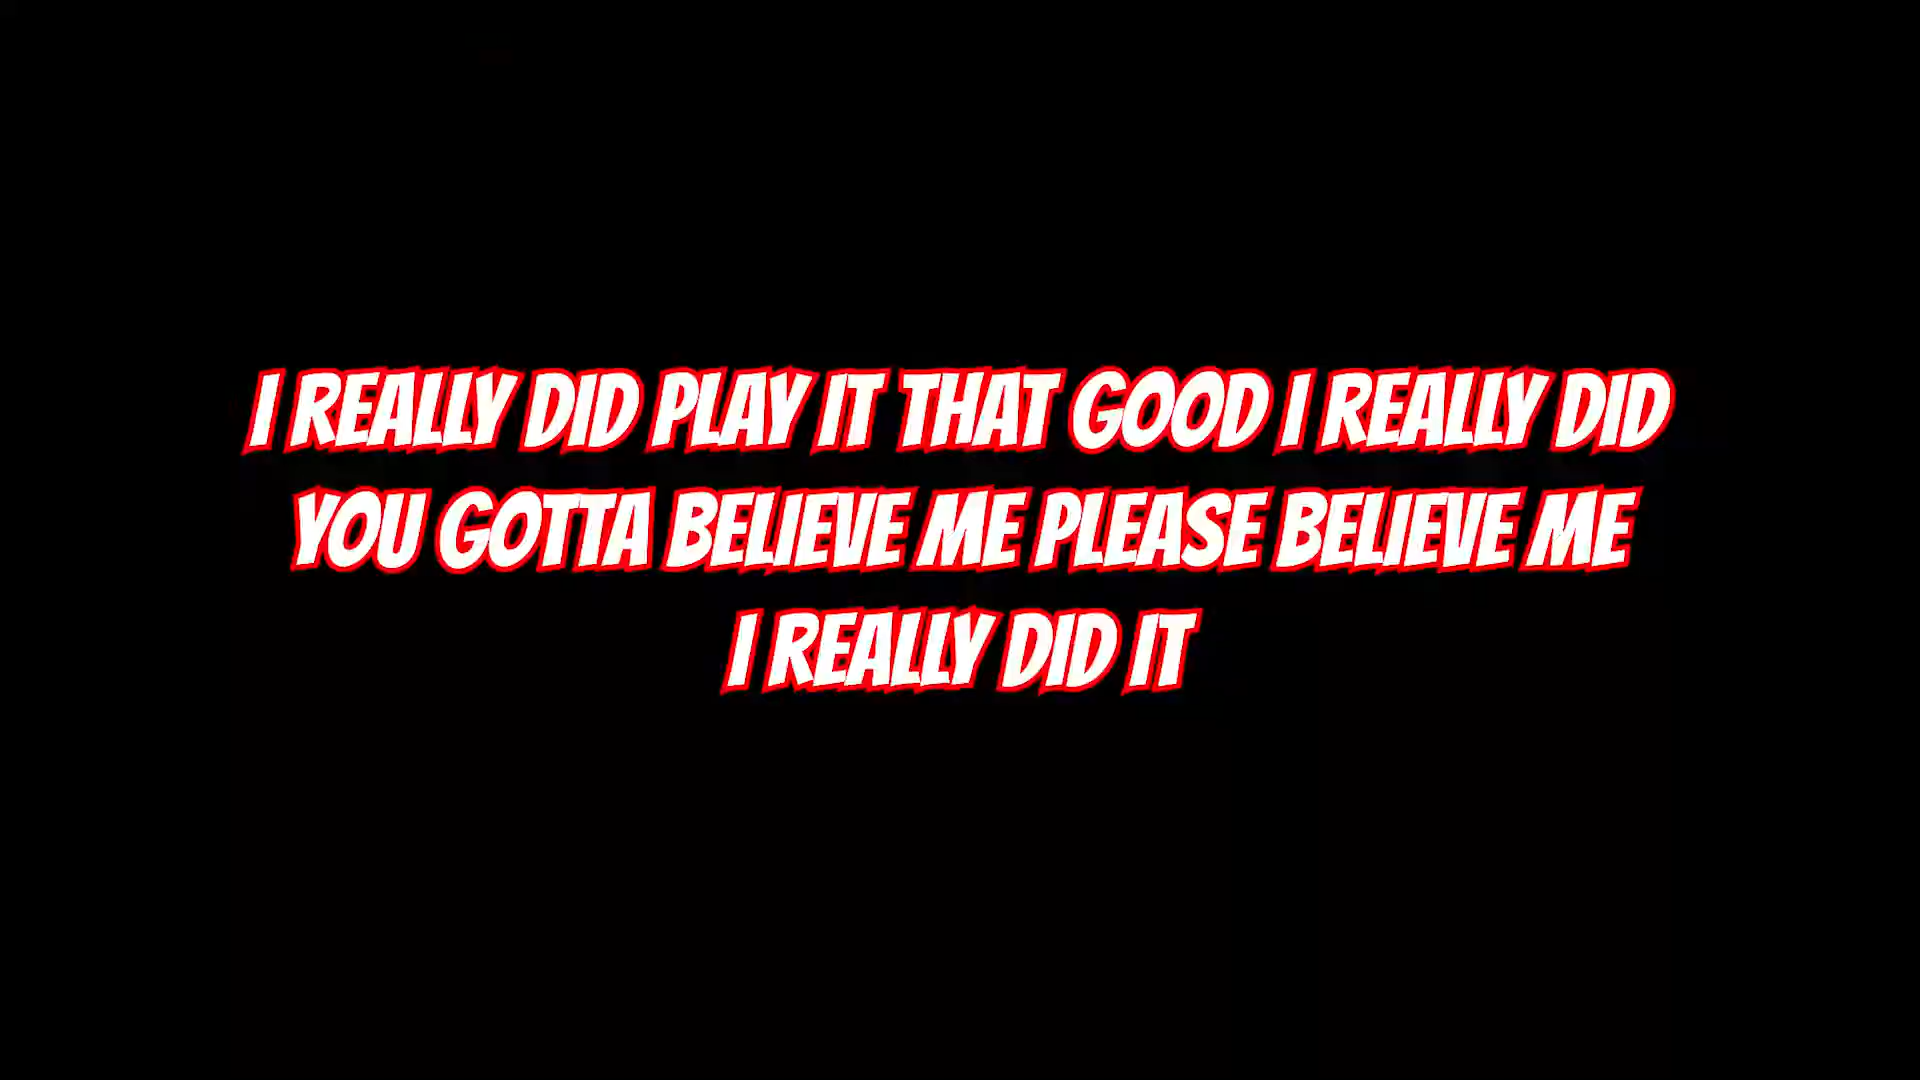 I REALLY DID PLAY IT THAT GOOD I REALLY DID
YOU GOTTA BELIEVE ME PLEASE BELIEVE ME
I REALLY DID IT